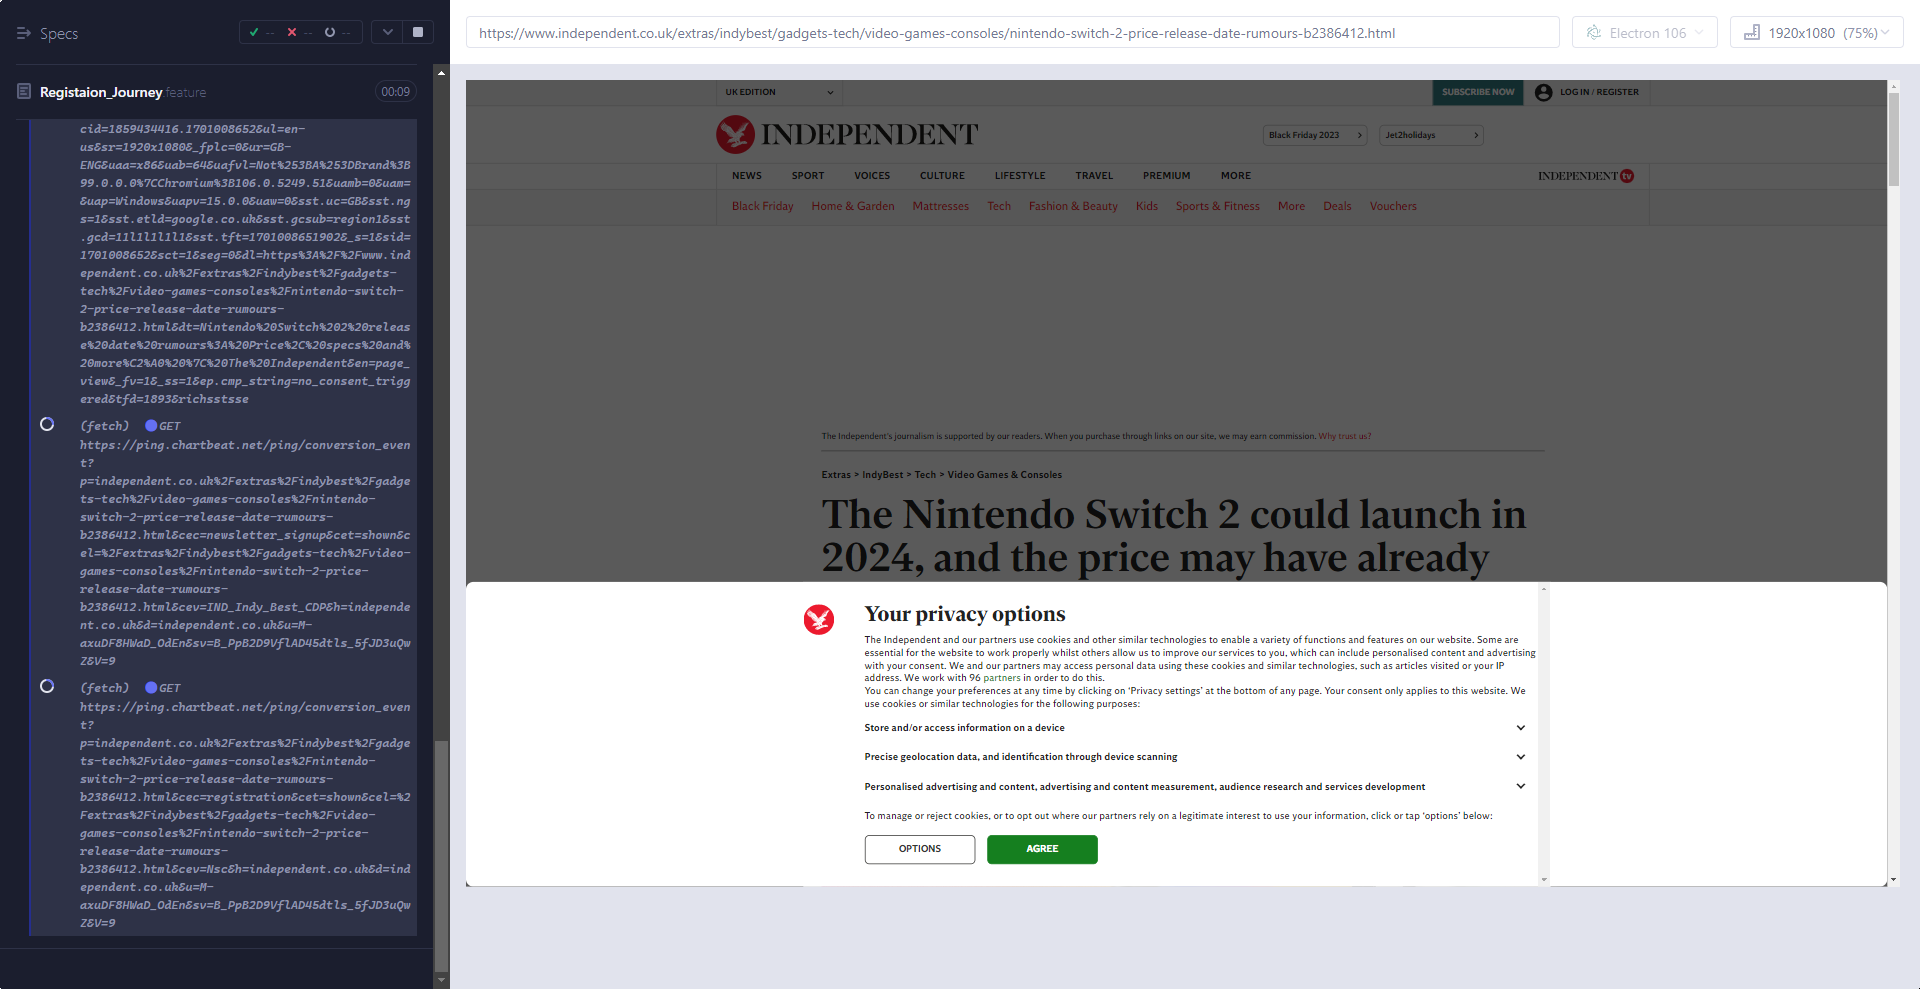 Specs
-- -- --
Registaion_Journey.feature
00:09
cid=1859434416.1701008652&ul=en-
us&sr=1920x1080&_fplc=0&ur=GB-
ENG&uaa=x86&uab=64&uafvl=Not%253BA%253DBrand%3B
99.0.0.0%7CChromium%3B106.0.5249.51&uamb=0&uam=
&uap=Windows&uapv=15.0.0&uaw=0&sst.uc=GB&sst.ng
s=1&sst.etld=google.co.uk&sst.gcsub=region1&sst
.gcd=11l1l1l1l1&sst.tft=1701008651902&_s=1&sid=
1701008652&sct=1&seg=0&dl=https%3A%2F%2Fwww.ind
ependent.co.uk%2Fextras%2Findybest%2Fgadgets-
tech%2Fvideo-games-consoles%2Fnintendo-switch-
2-price-release-date-rumours-
b2386412.html&dt=Nintendo%20Switch%202%20releas
e%20date%20rumours%3A%20Price%2C%20specs%20and%
20more%C2%A0%20%7C%20The%20Independent&en=page_
view&_fv=1&_ss=1&ep.cmp_string=no_consent_trigg
ered&tfd=1893&richsstsse
(fetch) GET
https://ping.chartbeat.net/ping/conversion_even
t?
p=independent.co.uk%2Fextras%2Findybest%2Fgadge
ts-tech%2Fvideo-games-consoles%2Fnintendo-
switch-2-price-release-date-rumours-
b2386412.html&cec=newsletter_signup&cet=shown&c
el=%2Fextras%2Findybest%2Fgadgets-tech%2Fvideo-
games-consoles%2Fnintendo-switch-2-price-
release-date-rumours-
b2386412.html&cev=IND_Indy_Best_CDP&h=independe
nt.co.uk&d=independent.co.uk&u=M-
axuDF8HWaD_OdEn&sv=B_PpB2D9VflAD45dtls_5fJD3uQw
Z&V=9
(fetch) GET
https://ping.chartbeat.net/ping/conversion_even
t?
p=independent.co.uk%2Fextras%2Findybest%2Fgadge
ts-tech%2Fvideo-games-consoles%2Fnintendo-
switch-2-price-release-date-rumours-
b2386412.html&cec=registration&cet=shown&cel=%2
Fextras%2Findybest%2Fgadgets-tech%2Fvideo-
games-consoles%2Fnintendo-switch-2-price-
release-date-rumours-
b2386412.html&cev=Nsc&h=independent.co.uk&d=ind
ependent.co.uk&u=M-
axuDF8HWaD_OdEn&sv=B_PpB2D9VflAD45dtls_5fJD3uQw
Z&V=9
https://www.independent.co.uk/extras/indybest/gadgets-tech/video-games-consoles/nintendo-switch-2-price-release-date-rumours-b2386412.html
Electron 106
1920x1080 (75%)
UK EDITION
SUBSCRIBE NOW
LOG IN / REGISTER
INDEPENDENT
Black Friday 2023
Jet2holidays
NEWS SPORT VOICES CULTURE LIFESTYLE TRAVEL PREMIUM MORE
INDEPENDENT tv
Black Friday Home & Garden Mattresses Tech Fashion & Beauty Kids Sports & Fitness More Deals Vouchers
The Independent's journalism is supported by our readers. When you purchase through links on our site, we may earn commission. Why trust us?
Extras > IndyBest > Tech > Video Games & Consoles
The Nintendo Switch 2 could launch in
2024, and the price may have already
Your privacy options
The Independent and our partners use cookies and other similar technologies to enable a variety of functions and features on our website. Some are
essential for the website to work properly whilst others allow us to improve our services to you, which can include personalised content and advertising
with your consent. We and our partners may access personal data using these cookies and similar technologies, such as articles visited or your IP
address. We work with 96 partners in order to do this.
You can change your preferences at any time by clicking on ‘Privacy settings’ at the bottom of any page. Your consent only applies to this website. We
use cookies or similar technologies for the following purposes:
Store and/or access information on a device
Precise geolocation data, and identification through device scanning
Personalised advertising and content, advertising and content measurement, audience research and services development
To manage or reject cookies, or to opt out where our partners rely on a legitimate interest to use your information, click or tap ‘options’ below:
OPTIONS
AGREE